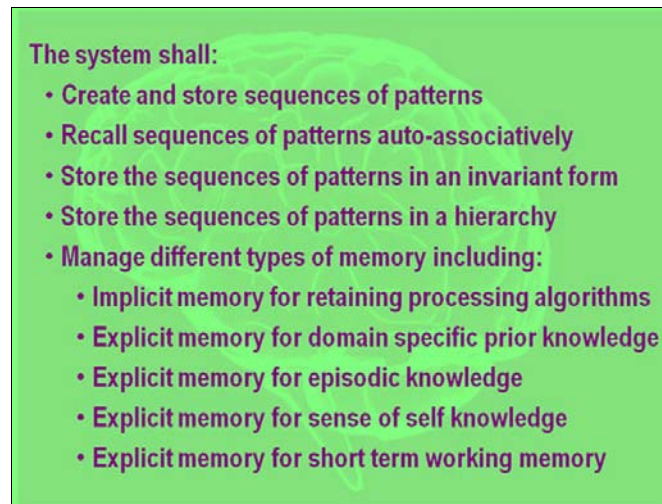 The system shall:
• Create and store sequences of patterns
• Recall sequences of patterns auto-associatively
• Store the sequences of patterns in an invariant form
• Store the sequences of patterns in a hierarchy
• Manage different types of memory including:
• Implicit memory for retaining processing algorithms
• Explicit memory for domain specific prior knowledge
• Explicit memory for episodic knowledge
• Explicit memory for sense of self knowledge
• Explicit memory for short term working memory